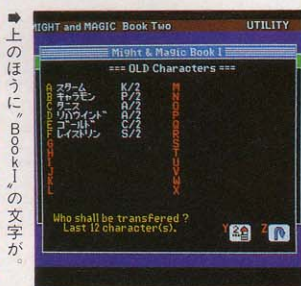 ➡上のほうに〝BookⅠ〟の文字が。
MIGHT and MAGIC Book Two UTILITY
Might & Magic Book I
=== OLD Characters ===
A スターム K/2 M
B キャラモン P/2 N
C タニス A/2 O
D リバウインド A/2 P
E ゴールド C/2 Q
F レイストリン S/2 R
G S
H T
I U
J V
K W
L X
Who shall be transfered ?
Last 12 character(s).
Y Z